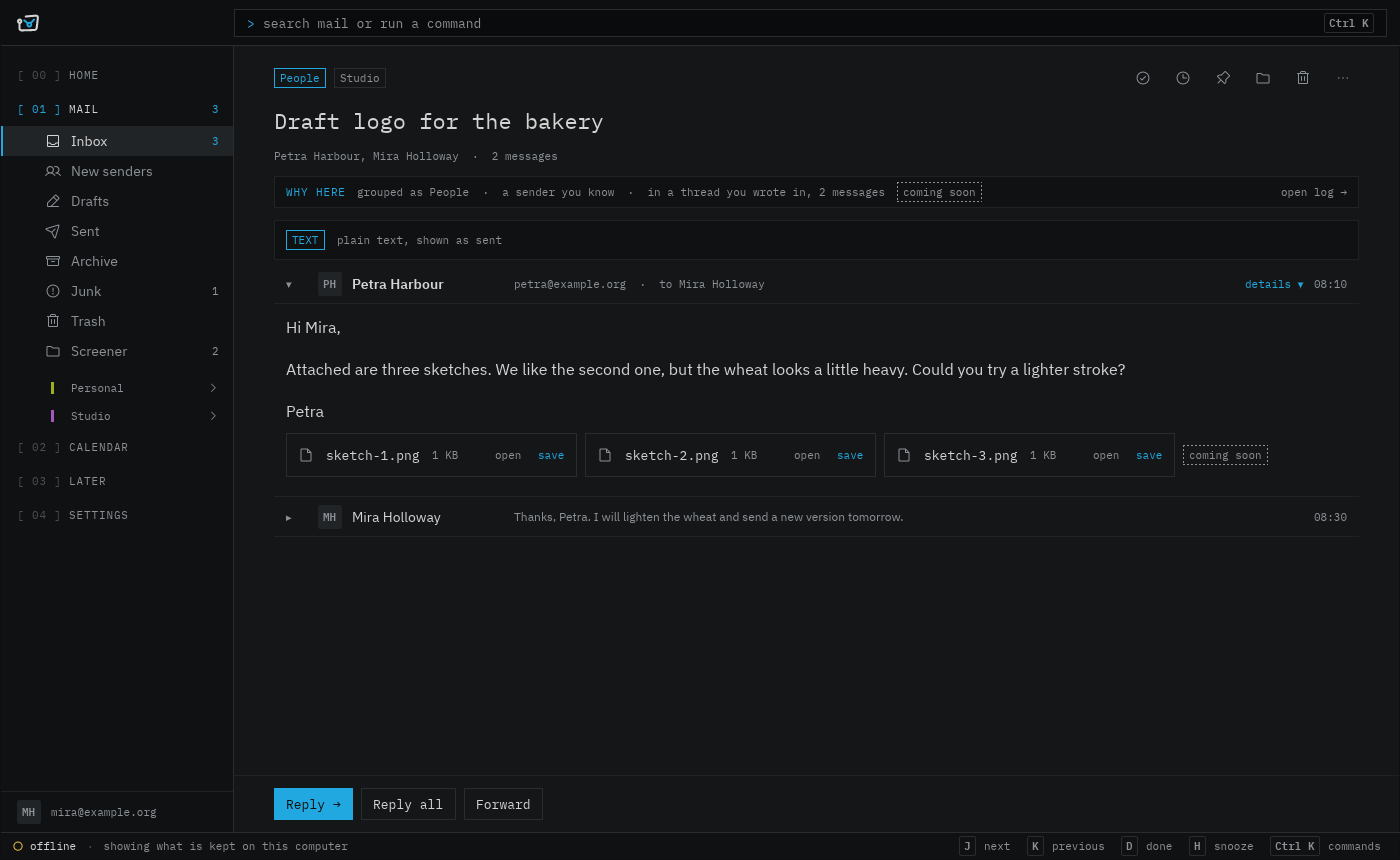 > search mail or run a command Ctrl K
[ 00 ] HOME
[ 01 ] MAIL 3
Inbox 3
New senders
Drafts
Sent
Archive
Junk 1
Trash
Screener 2
Personal
Studio
[ 02 ] CALENDAR
[ 03 ] LATER
[ 04 ] SETTINGS
MH mira@example.org
People Studio ···
Draft logo for the bakery
Petra Harbour, Mira Holloway · 2 messages
WHY HERE grouped as People · a sender you know · in a thread you wrote in, 2 messages coming soon open log →
TEXT plain text, shown as sent
▾ PH Petra Harbour petra@example.org · to Mira Holloway details ▾ 08:10
Hi Mira,
Attached are three sketches. We like the second one, but the wheat looks a little heavy. Could you try a lighter stroke?
Petra
sketch-1.png 1 KB open save sketch-2.png 1 KB open save sketch-3.png 1 KB open save coming soon
▸ MH Mira Holloway Thanks, Petra. I will lighten the wheat and send a new version tomorrow. 08:30
Reply → Reply all Forward
offline · showing what is kept on this computer J next K previous D done H snooze Ctrl K commands